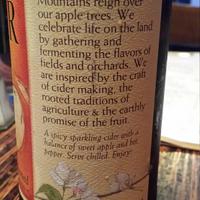 Mountains reign over
our apple trees. We
celebrate life on the land
by gathering and
fermenting the flavors of
fields and orchards. We
are inspired by the craft
of cider making, the
rooted traditions of
agriculture & the earthly
promise of the fruit.
A spicy sparkling cider with a
balance of sweet apple and hot
pepper. Serve chilled. Enjoy.
R